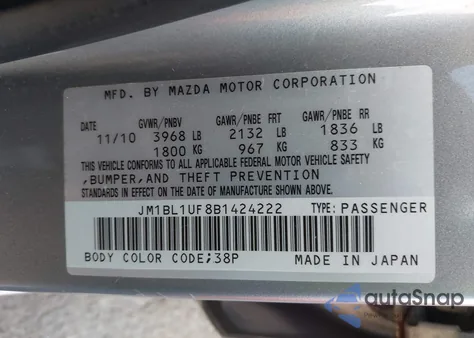 MFD. BY MAZDA MOTOR CORPORATION
DATE GVWR/PNBV GAWR/PNBE FRT GAWR/PNBE RR
11/10 3968 LB 2132 LB 1836 LB
1800 KG 967 KG 833 KG
THIS VEHICLE CONFORMS TO ALL APPLICABLE FEDERAL MOTOR VEHICLE SAFETY
,BUMPER,AND THEFT PREVENTION
STANDARDS IN EFFECT ON THE DATE OF MANUFACTURE SHOWN ABOVE.
JM1BL1UF8B1424222 TYPE: PASSENGER
BODY COLOR CODE;38P MADE IN JAPAN
autoSnap